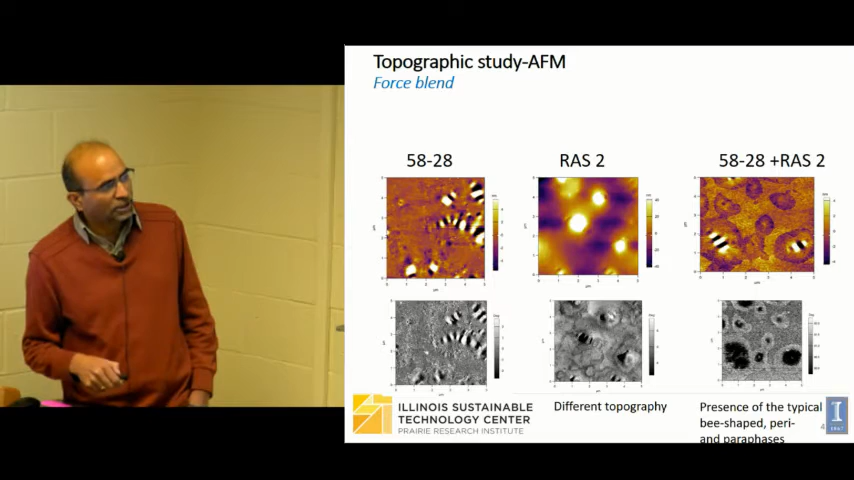 Topographic study-AFM
Force blend
58-28
RAS 2
58-28 +RAS 2
ILLINOIS SUSTAINABLE
TECHNOLOGY CENTER
PRAIRIE RESEARCH INSTITUTE
Different topography
Presence of the typical
bee-shaped, peri-
and paraphases
4